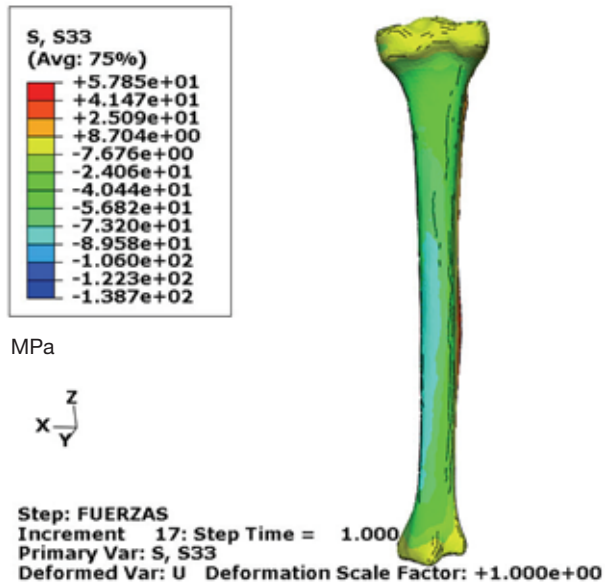 S, S33
(Avg: 75%)
+5.785e+01
+4.147e+01
+2.509e+01
+8.704e+00
-7.676e+00
-2.406e+01
-4.044e+01
-5.682e+01
-7.320e+01
-8.958e+01
-1.060e+02
-1.223e+02
-1.387e+02
MPa
Z
X
Y
Step: FUERZAS
Increment 17: Step Time = 1.000
Primary Var: S, S33
Deformed Var: U Deformation Scale Factor: +1.000e+00